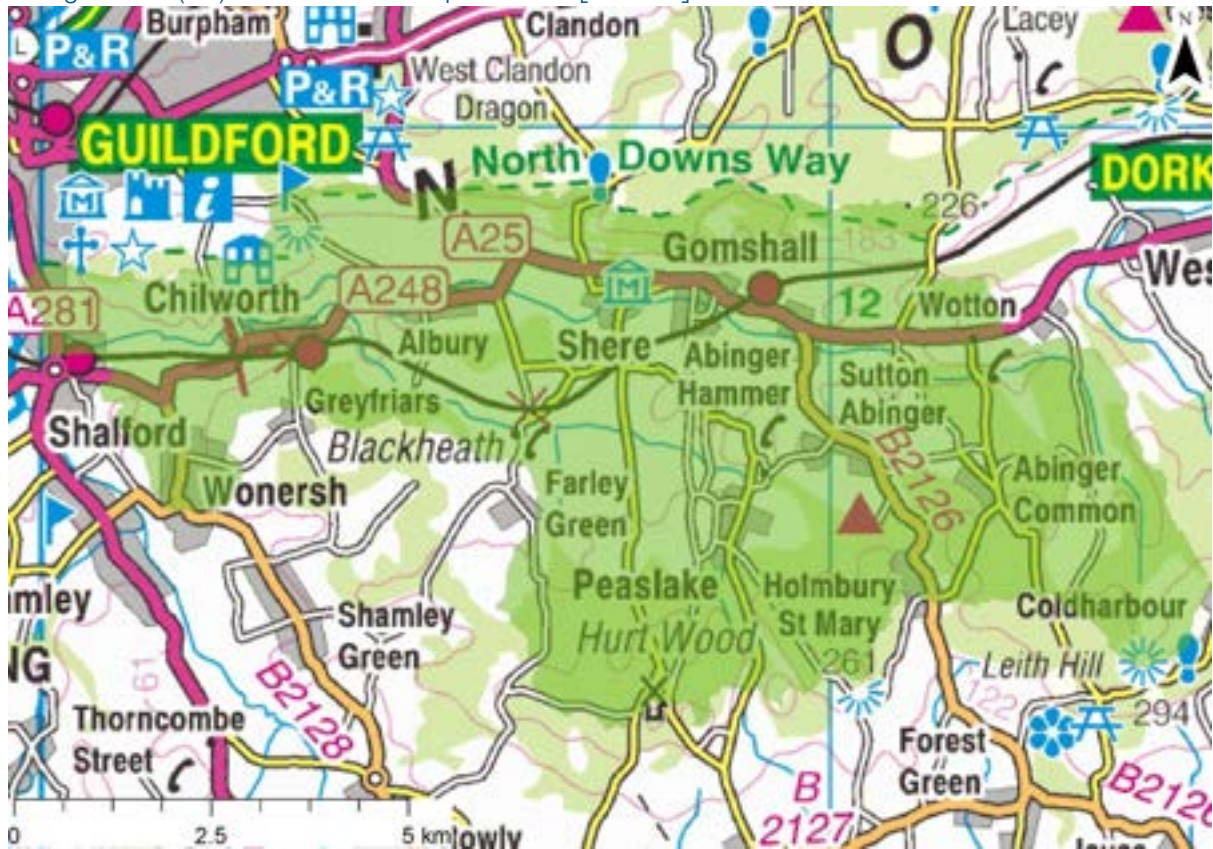 Burpham
Clandon
Lacey
N
L
P&R
P&R
West Clandon
Dragon
O
GUILDFORD
North Downs Way
DORK
N
i
M
226
A25
Gomshall
183
Wes
A281
Chilworth
A248
M
12
Wotton
Albury
Shere
Abinger
Hammer
Sutton
Abinger
Greyfriars
Shalford
Blackheath
B2126
Wonersh
Farley
Green
Abinger
Common
Peaslake
Holmbury
St Mary
mley
Shamley
Green
Hurt Wood
Coldharbour
NG
61
261
Leith Hill
B2128
122
294
Thorncombe
Street
Forest
Green
B
2127
B2126
0 2.5 5 km
lowly